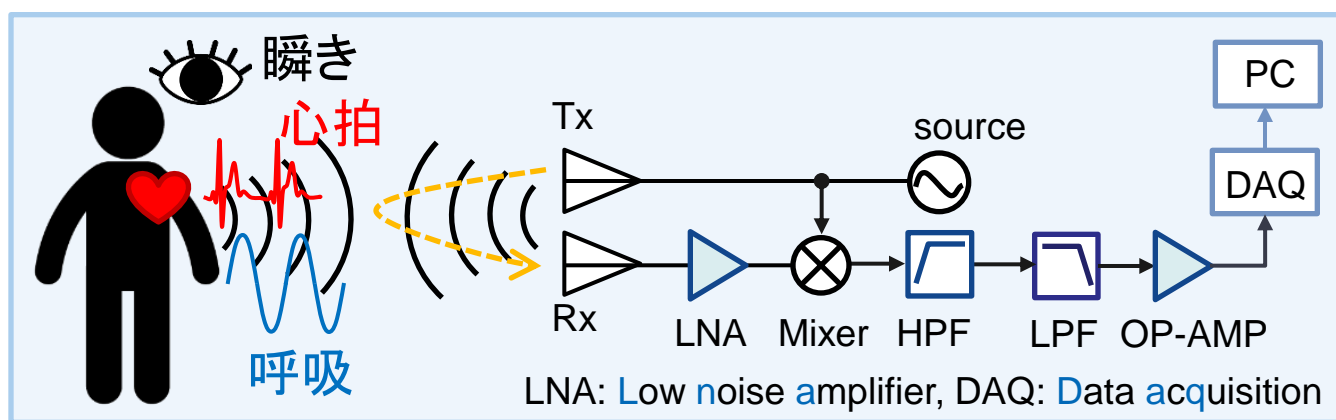 瞬き
心拍
呼吸
Tx
Rx
source
LNA
Mixer
HPF
LPF
OP-AMP
DAQ
PC
LNA: Low noise amplifier, DAQ: Data acquisition